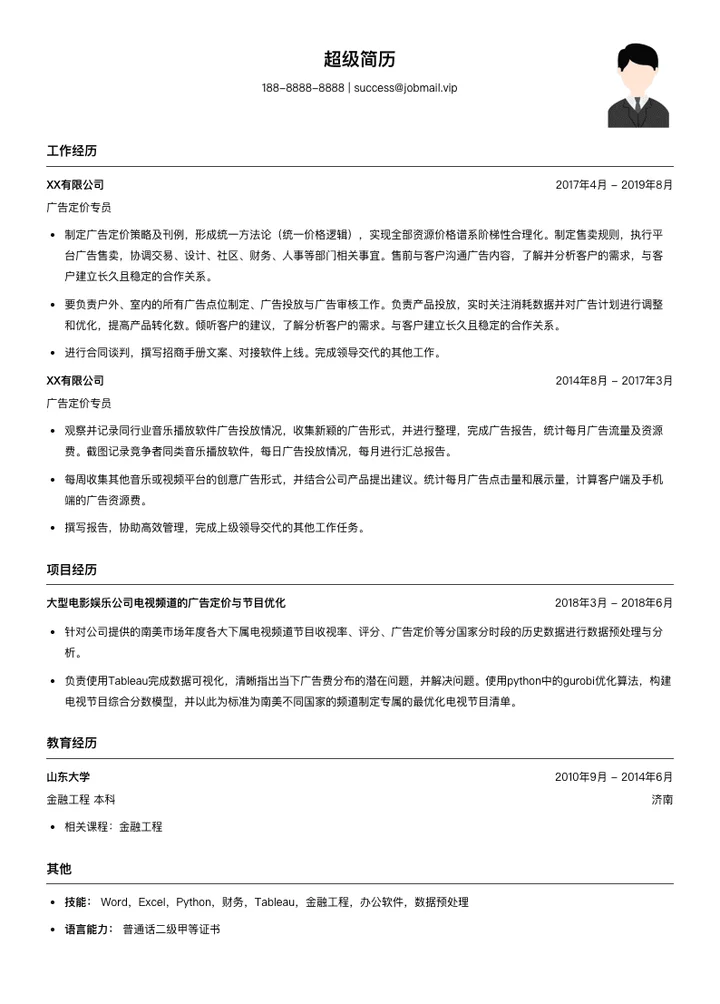 超级简历
188-8888-8888 | success@jobmail.vip
工作经历
XX有限公司 2017年4月 – 2019年8月
广告定价专员
• 制定广告定价策略及刊例，形成统一方法论（统一价格逻辑），实现全部资源价格谱系阶梯性合理化。制定售卖规则，执行平
台广告售卖，协调交易、设计、社区、财务、人事等部门相关事宜。售前与客户沟通广告内容，了解并分析客户的需求，与客
户建立长久且稳定的合作关系。
• 要负责户外、室内的所有广告点位制定、广告投放与广告审核工作。负责产品投放，实时关注消耗数据并对广告计划进行调整
和优化，提高产品转化数。倾听客户的建议，了解分析客户的需求。与客户建立长久且稳定的合作关系。
• 进行合同谈判，撰写招商手册文案、对接软件上线。完成领导交代的其他工作。
XX有限公司 2014年8月 – 2017年3月
广告定价专员
• 观察并记录同行业音乐播放软件广告投放情况，收集新颖的广告形式，并进行整理，完成广告报告，统计每月广告流量及资源
费。截图记录竞争者同类音乐播放软件，每日广告投放情况，每月进行汇总报告。
• 每周收集其他音乐或视频平台的创意广告形式，并结合公司产品提出建议。统计每月广告点击量和展示量，计算客户端及手机
端的广告资源费。
• 撰写报告，协助高效管理，完成上级领导交代的其他工作任务。
项目经历
大型电影娱乐公司电视频道的广告定价与节目优化 2018年3月 – 2018年6月
• 针对公司提供的南美市场年度各大下属电视频道节目收视率、评分、广告定价等分国家分时段的历史数据进行数据预处理与分
析。
• 负责使用Tableau完成数据可视化，清晰指出当下广告费分布的潜在问题，并解决问题。使用python中的gurobi优化算法，构建
电视节目综合分数模型，并以此为标准为南美不同国家的频道制定专属的最优化电视节目清单。
教育经历
山东大学 2010年9月 – 2014年6月
金融工程 本科 济南
• 相关课程：金融工程
其他
• 技能： Word，Excel，Python，财务，Tableau，金融工程，办公软件，数据预处理
• 语言能力： 普通话二级甲等证书